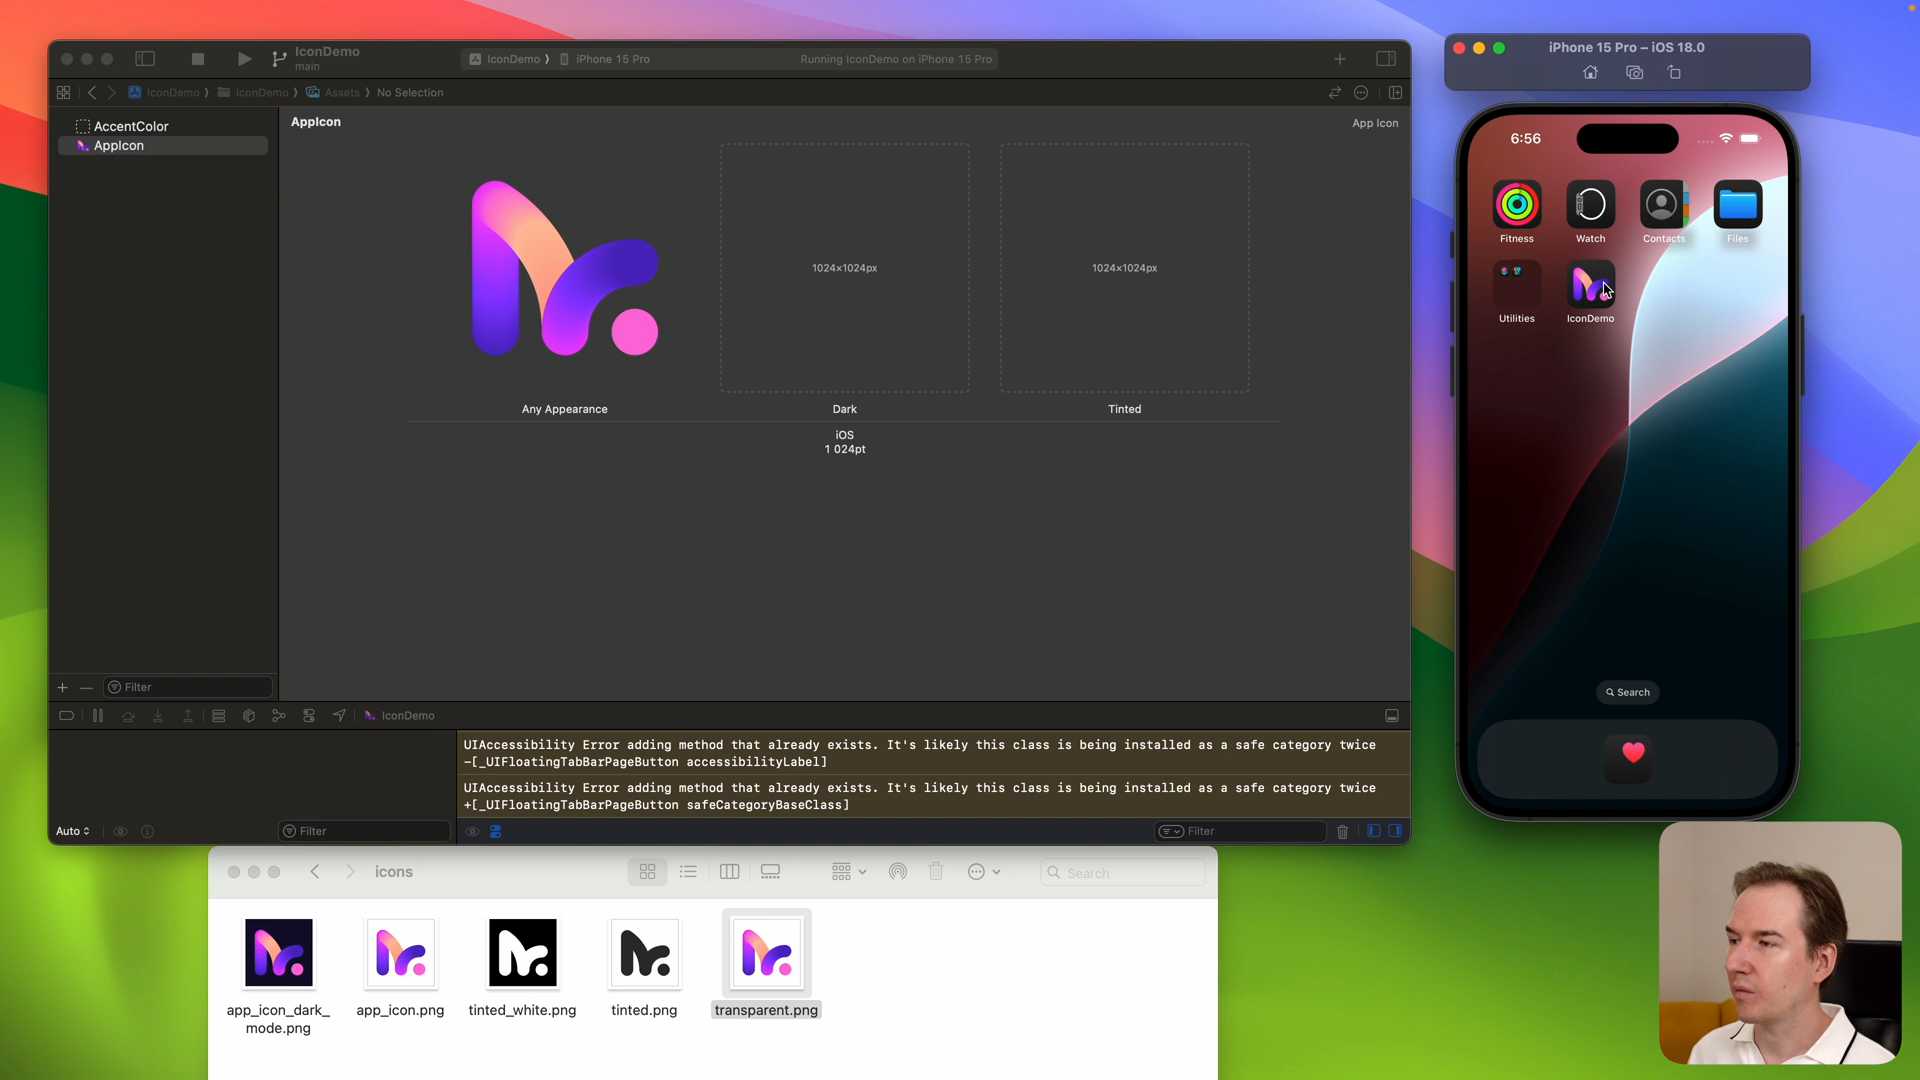 IconDemo
main
IconDemo
iPhone 15 Pro
Running IconDemo on iPhone 15 Pro
IconDemo
IconDemo
Assets
No Selection
AccentColor
AppIcon
AppIcon
App Icon
1024×1024px
1024×1024px
Any Appearance
Dark
Tinted
iOS
1 024pt
Filter
IconDemo
UIAccessibility Error adding method that already exists. It's likely this class is being installed as a safe category twice
-[_UIFloatingTabBarPageButton accessibilityLabel]
UIAccessibility Error adding method that already exists. It's likely this class is being installed as a safe category twice
+[_UIFloatingTabBarPageButton safeCategoryBaseClass]
Auto
Filter
Filter
iPhone 15 Pro – iOS 18.0
6:56
Fitness
Watch
Contacts
Files
Utilities
IconDemo
Search
icons
Search
app_icon_dark_
mode.png
app_icon.png
tinted_white.png
tinted.png
transparent.png